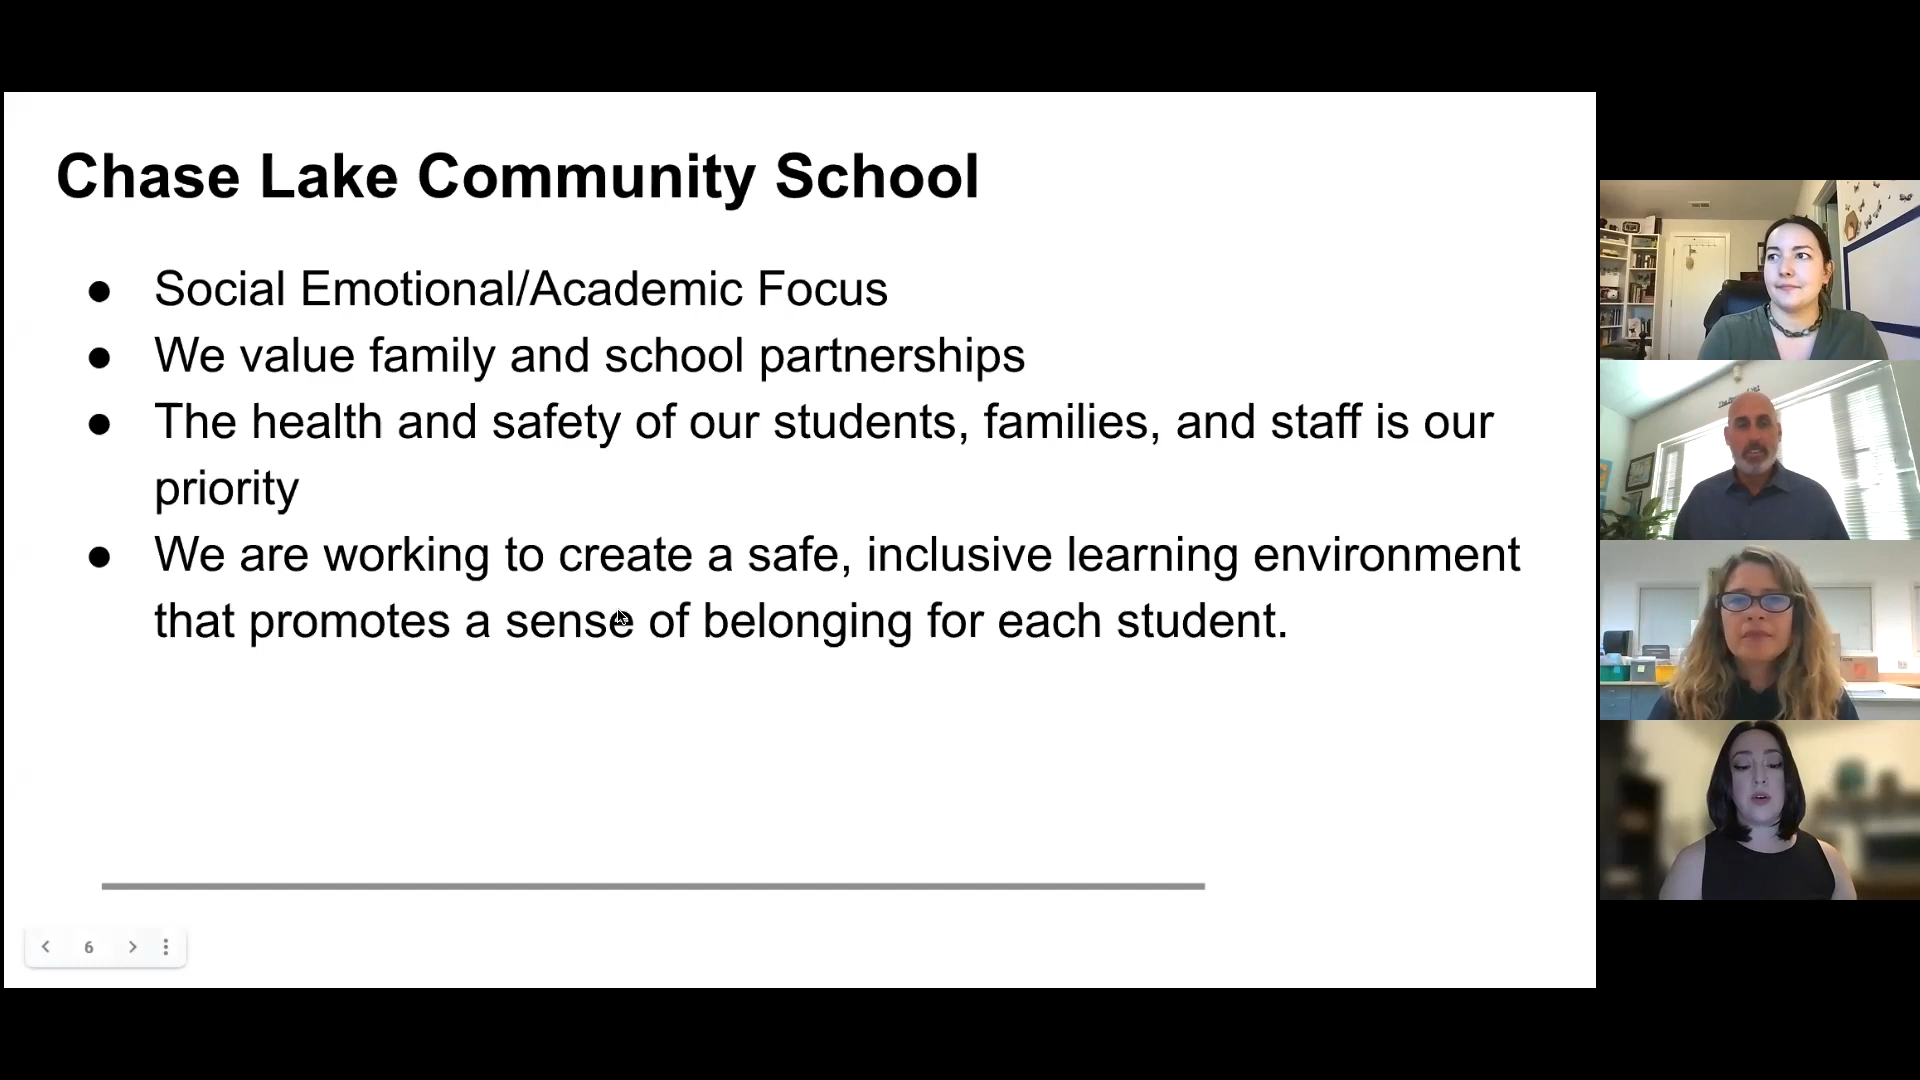 Chase Lake Community School
● Social Emotional/Academic Focus
● We value family and school partnerships
● The health and safety of our students, families, and staff is our
priority
● We are working to create a safe, inclusive learning environment
that promotes a sense of belonging for each student.
6